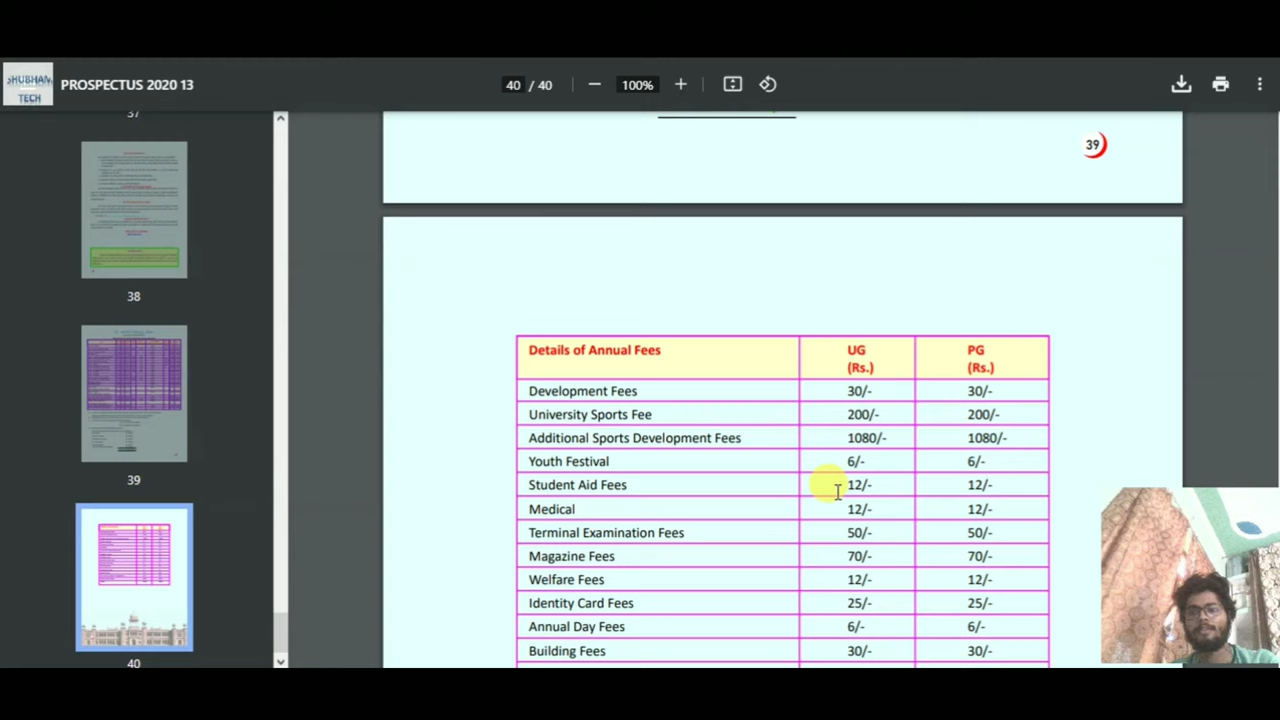 SHUBHAM
TECH
PROSPECTUS 2020 13
40 / 40
100%
37
38
39
40
39
Details of Annual Fees UG (Rs.) PG (Rs.)
Development Fees 30/- 30/-
University Sports Fee 200/- 200/-
Additional Sports Development Fees 1080/- 1080/-
Youth Festival 6/- 6/-
Student Aid Fees 12/- 12/-
Medical 12/- 12/-
Terminal Examination Fees 50/- 50/-
Magazine Fees 70/- 70/-
Welfare Fees 12/- 12/-
Identity Card Fees 25/- 25/-
Annual Day Fees 6/- 6/-
Building Fees 30/- 30/-